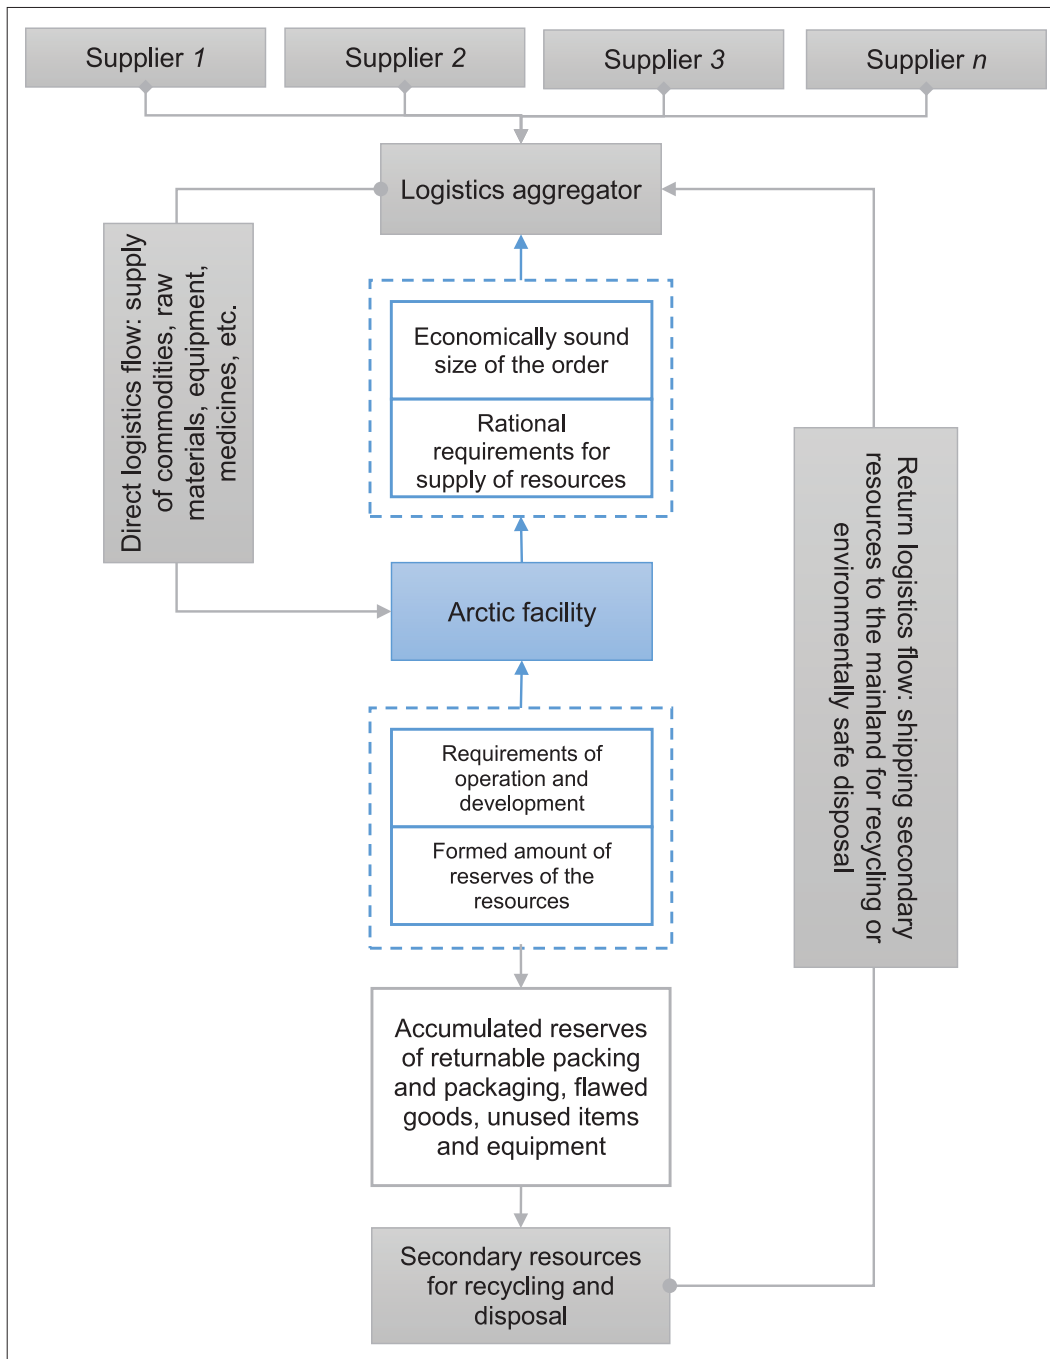 Supplier 1
Supplier 2
Supplier 3
Supplier n
Logistics aggregator
Direct logistics flow: supply
of commodities, raw
materials, equipment,
medicines, etc.
Economically sound
size of the order
Rational
requirements for
supply of resources
Arctic facility
Requirements of
operation and
development
Formed amount of
reserves of the
resources
Return logistics flow: shipping secondary
resources to the mainland for recycling or
environmentally safe disposal
Accumulated reserves
of returnable packing
and packaging, flawed
goods, unused items
and equipment
Secondary resources
for recycling and
disposal